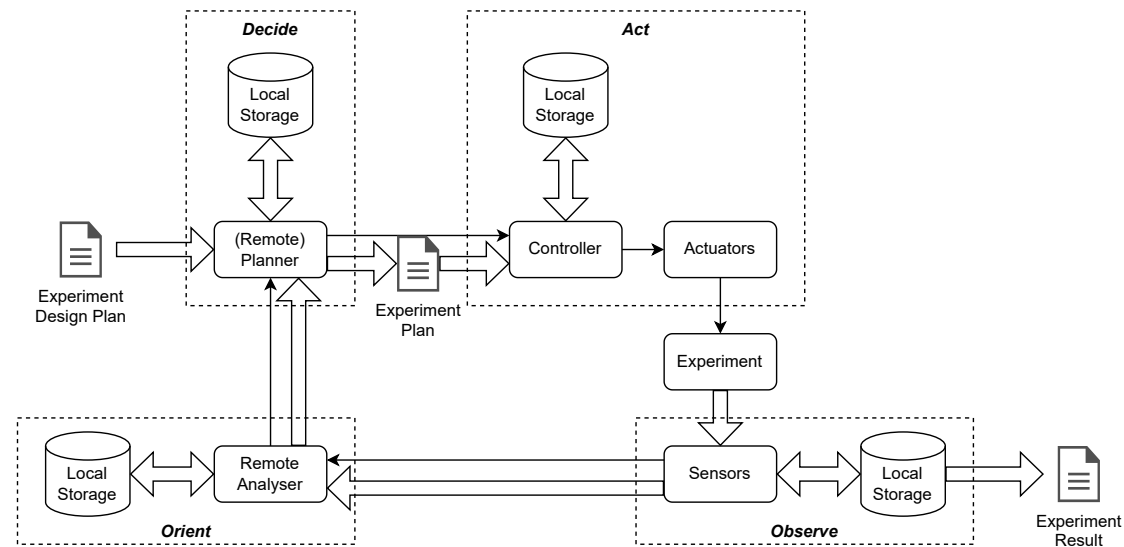 Decide
Act
Local
Storage
Local
Storage
(Remote)
Planner
Controller
Actuators
Experiment
Design Plan
Experiment
Plan
Experiment
Local
Storage
Remote
Analyser
Sensors
Local
Storage
Orient
Observe
Experiment
Result